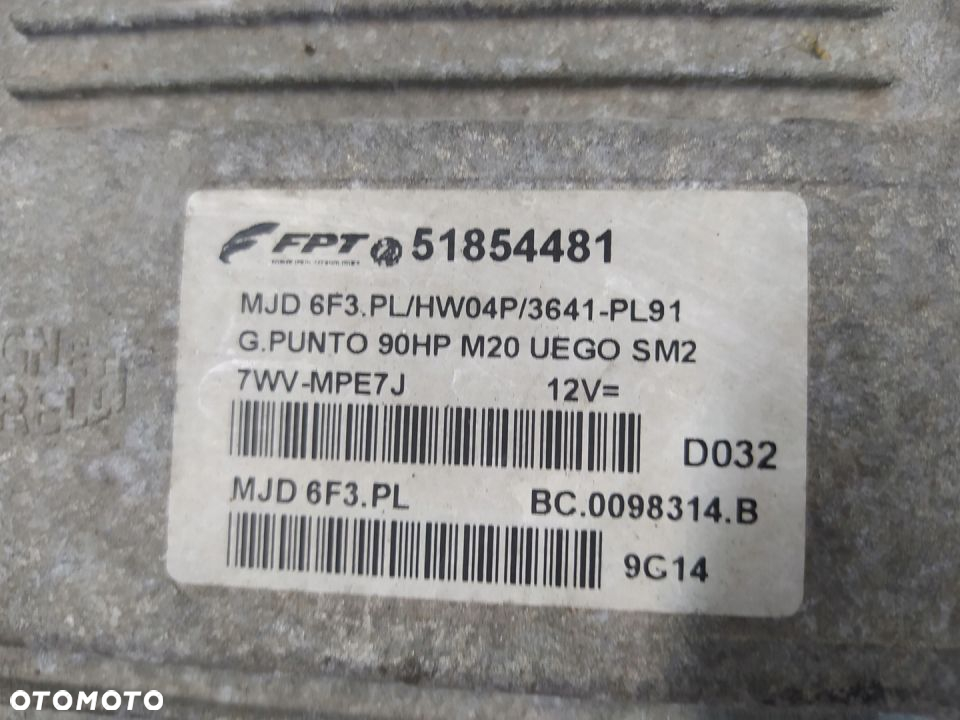 FPT 51854481
MJD 6F3.PL/HW04P/3641-PL91
G.PUNTO 90HP M20 UEGO SM2
7WV-MPE7J 12V=
D032
MJD 6F3.PL BC.0098314.B
9G14
OTOMOTO